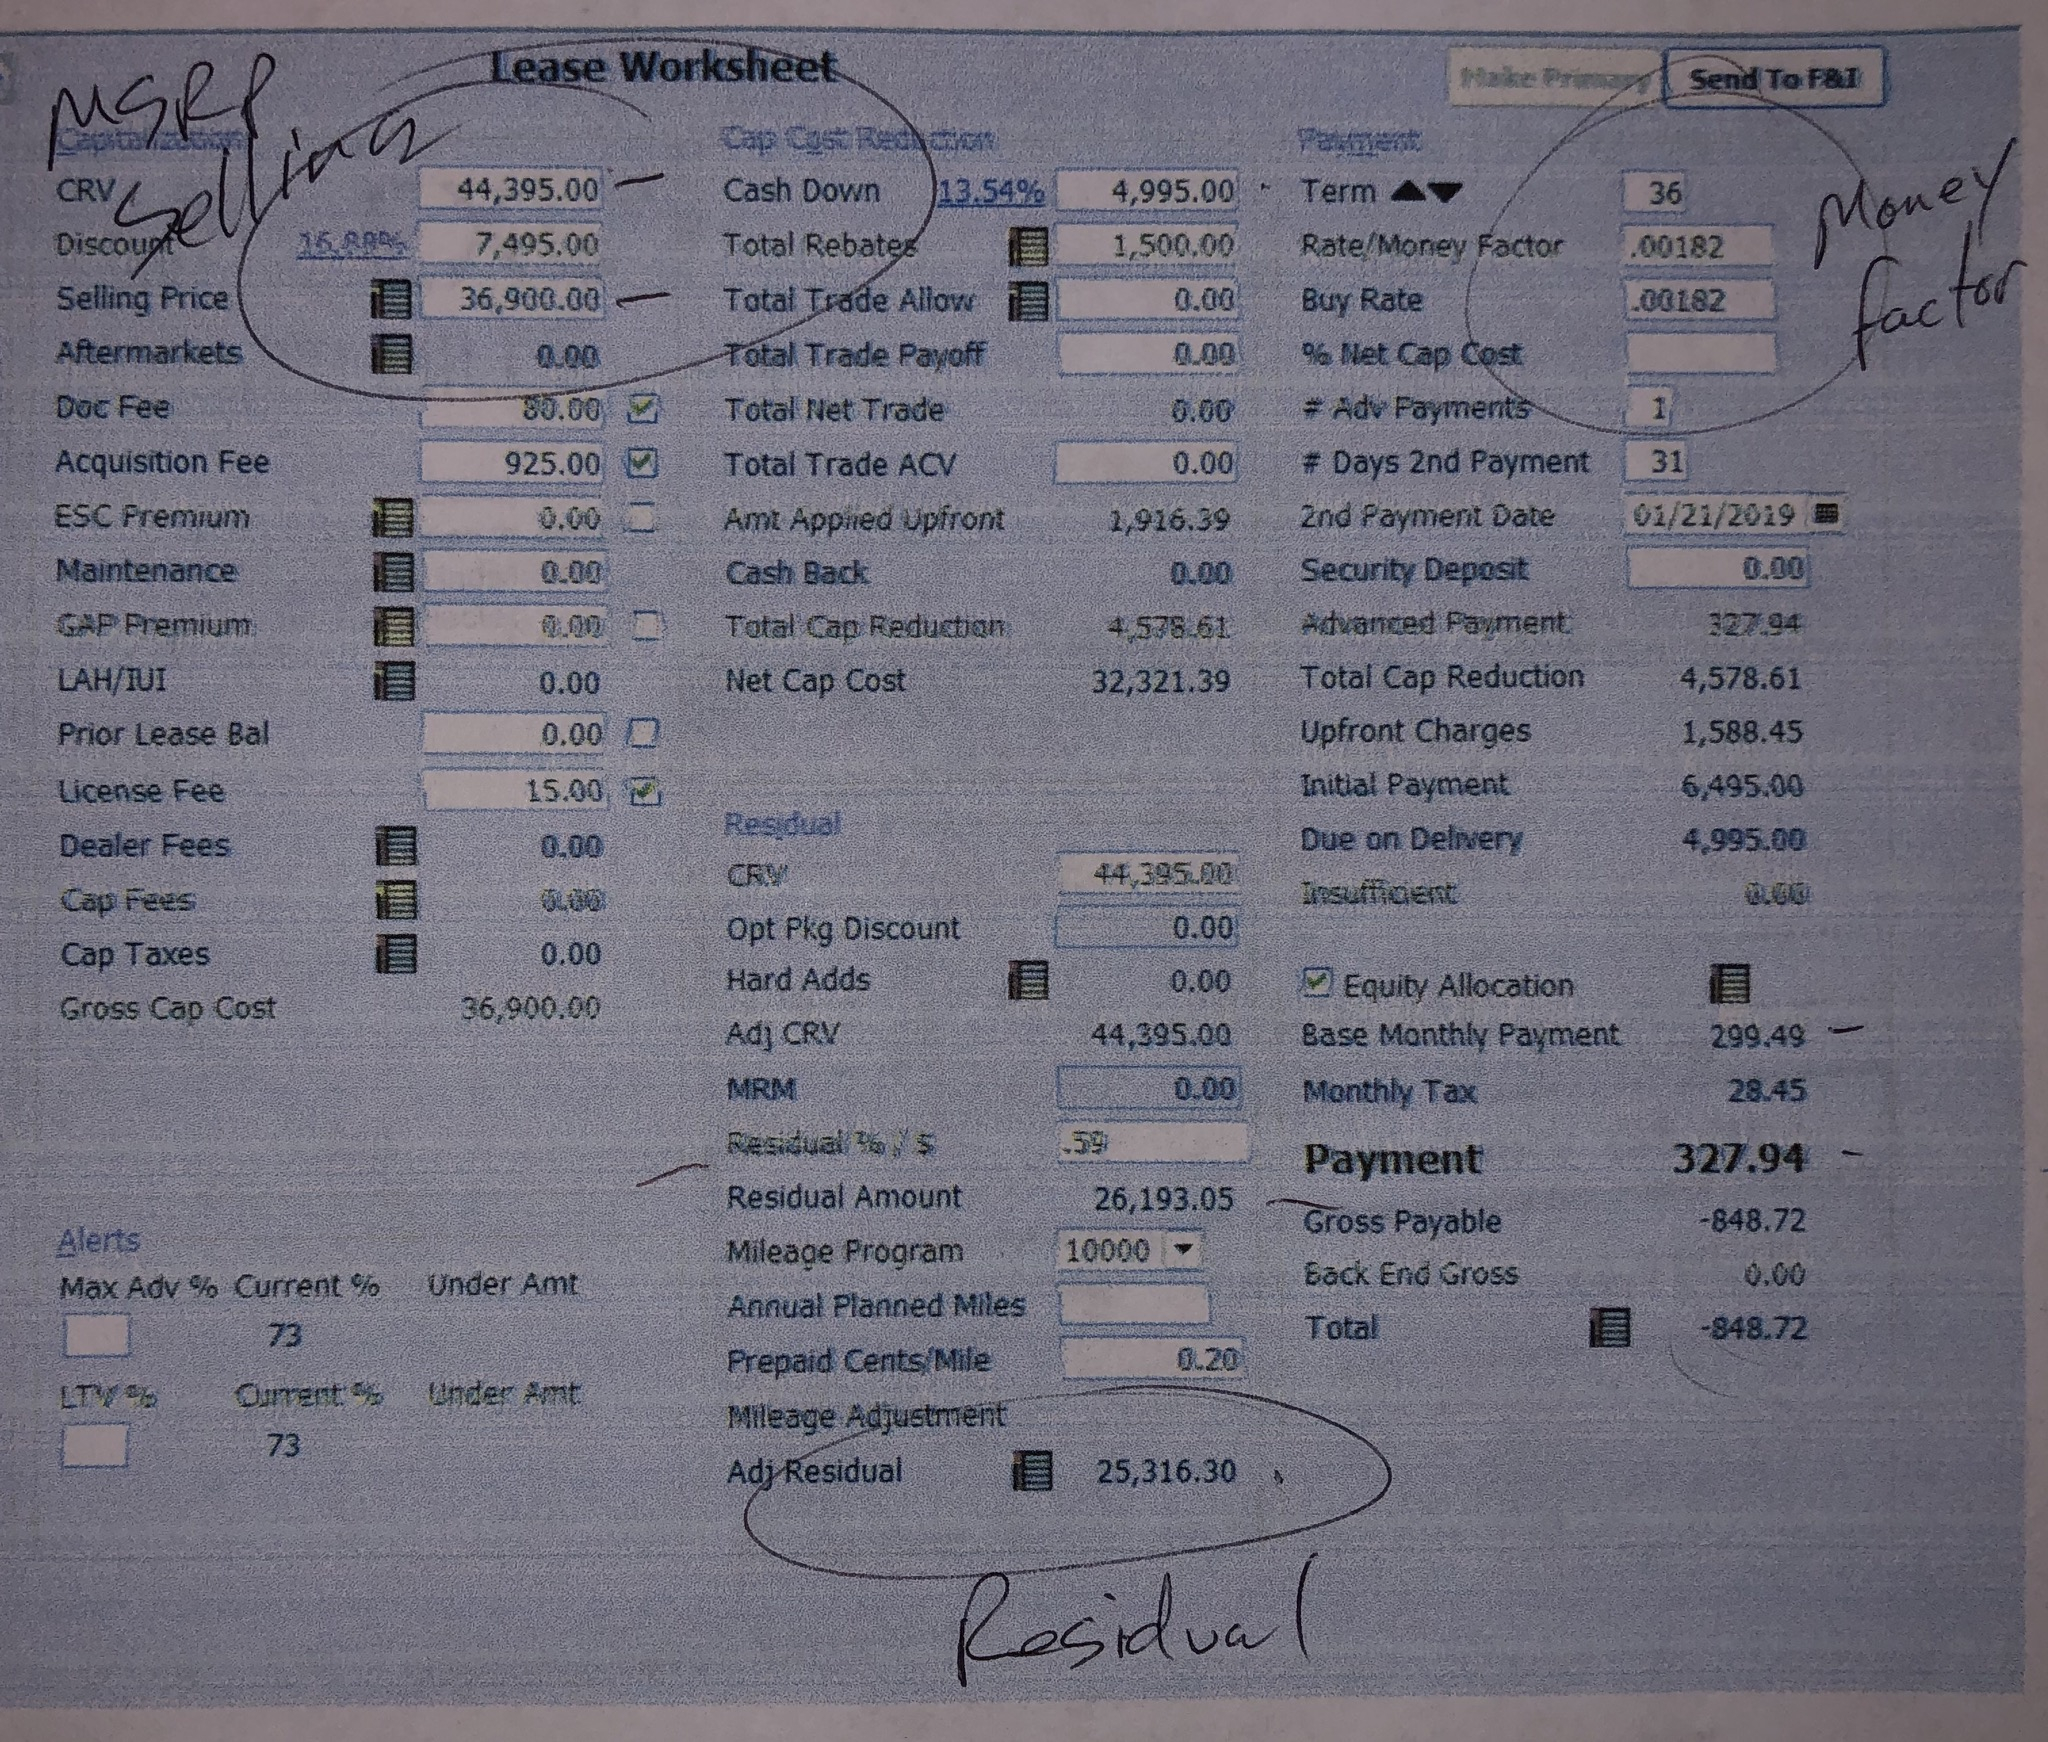 Lease Worksheet
Make Primary
Send To F&I
MSRP
Selling
Capitalization
CRV 44,395.00
Discount 16.88% 7,495.00
Selling Price 36,900.00
Aftermarkets 0.00
Doc Fee 80.00
Acquisition Fee 925.00
ESC Premium 0.00
Maintenance 0.00
GAP Premium 0.00
LAH/IUI 0.00
Prior Lease Bal 0.00
License Fee 15.00
Dealer Fees 0.00
Cap Fees 0.00
Cap Taxes 0.00
Gross Cap Cost 36,900.00
Alerts
Max Adv % Current % Under Amt
73
LTV % Current % Under Amt
73
Cap Cost Reduction
Cash Down 13.54% 4,995.00
Total Rebates 1,500.00
Total Trade Allow 0.00
Total Trade Payoff 0.00
Total Net Trade 0.00
Total Trade ACV 0.00
Amt Applied Upfront 1,916.39
Cash Back 0.00
Total Cap Reduction 4,578.61
Net Cap Cost 32,321.39
Residual
CRV 44,395.00
Opt Pkg Discount 0.00
Hard Adds 0.00
Adj CRV 44,395.00
MRM 0.00
Residual % / $ .59
Residual Amount 26,193.05
Mileage Program 10000
Annual Planned Miles
Prepaid Cents/Mile 0.20
Mileage Adjustment
Adj Residual 25,316.30
Residual
Payment
Term 36
Rate/Money Factor .00182
Buy Rate .00182
% Net Cap Cost
# Adv Payments 1
# Days 2nd Payment 31
2nd Payment Date 01/21/2019
Security Deposit 0.00
Advanced Payment 327.94
Total Cap Reduction 4,578.61
Upfront Charges 1,588.45
Initial Payment 6,495.00
Due on Delivery 4,995.00
Insufficient 0.00
Equity Allocation
Base Monthly Payment 299.49
Monthly Tax 28.45
Payment 327.94
Gross Payable -848.72
Back End Gross 0.00
Total -848.72
Money
factor